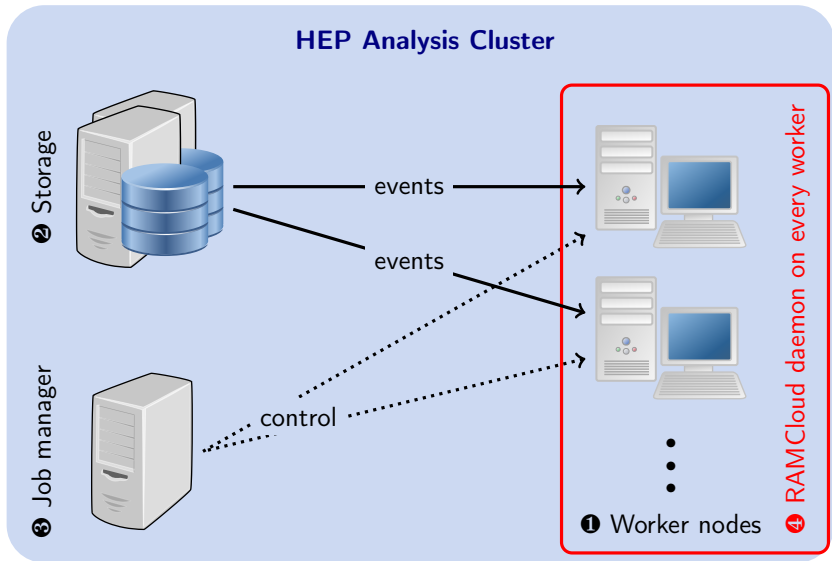 HEP Analysis Cluster
❷ Storage
events
events
❸ Job manager
control
❶ Worker nodes
❹ RAMCloud daemon on every worker